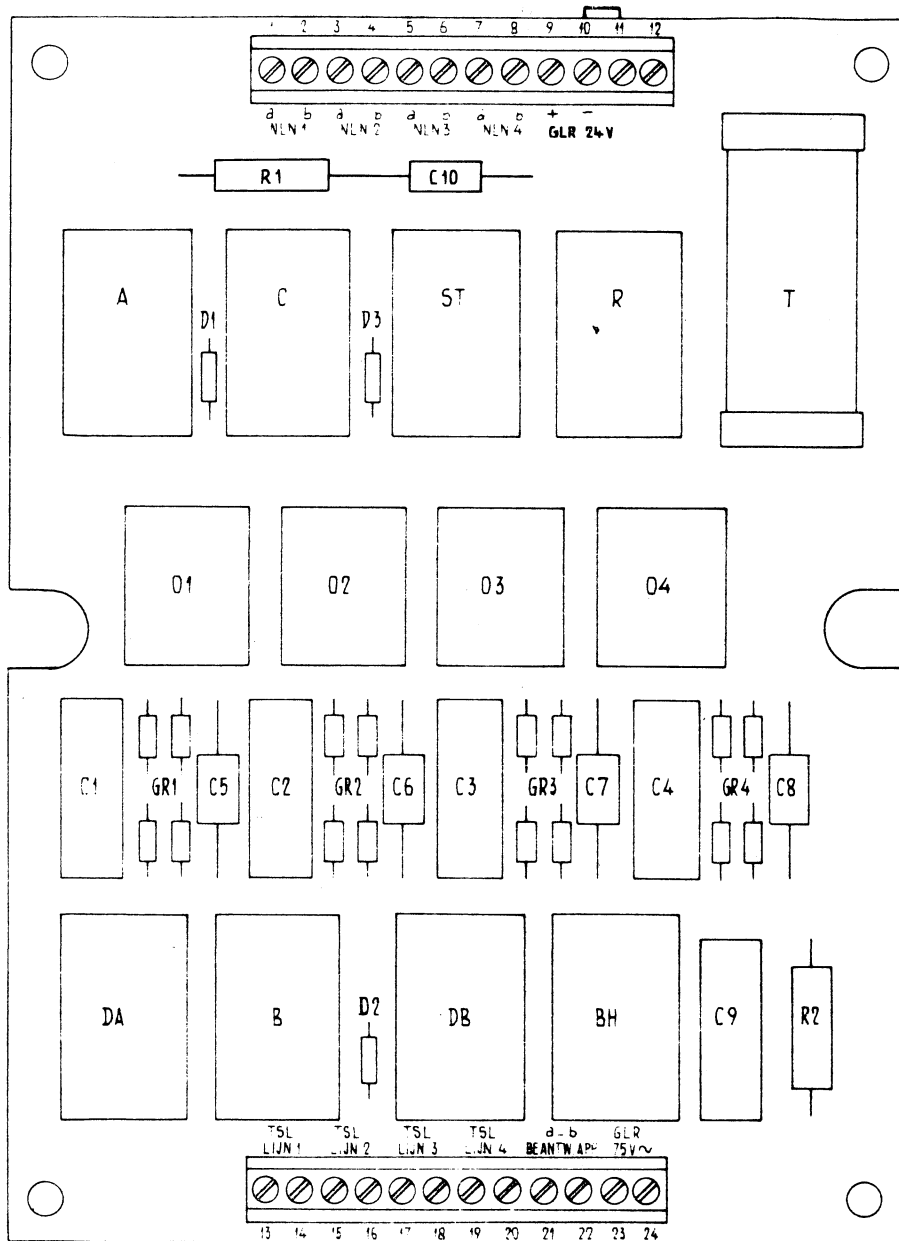 1 2 3 4 5 6 7 8 9 10 11 12
a b a b a b a b + -
NLN 1 NLN 2 NLN 3 NLN 4 GLR 24V
R1 C10
A C ST R T
D1 D3
O1 O2 O3 O4
C1 GR1 C5 C2 GR2 C6 C3 GR3 C7 C4 GR4 C8
DA B D2 DB BH C9 R2
TSL TSL TSL TSL a-b GLR
LIJN 1 LIJN 2 LIJN 3 LIJN 4 BEANTW APP 75V~
13 14 15 16 17 18 19 20 21 22 23 24